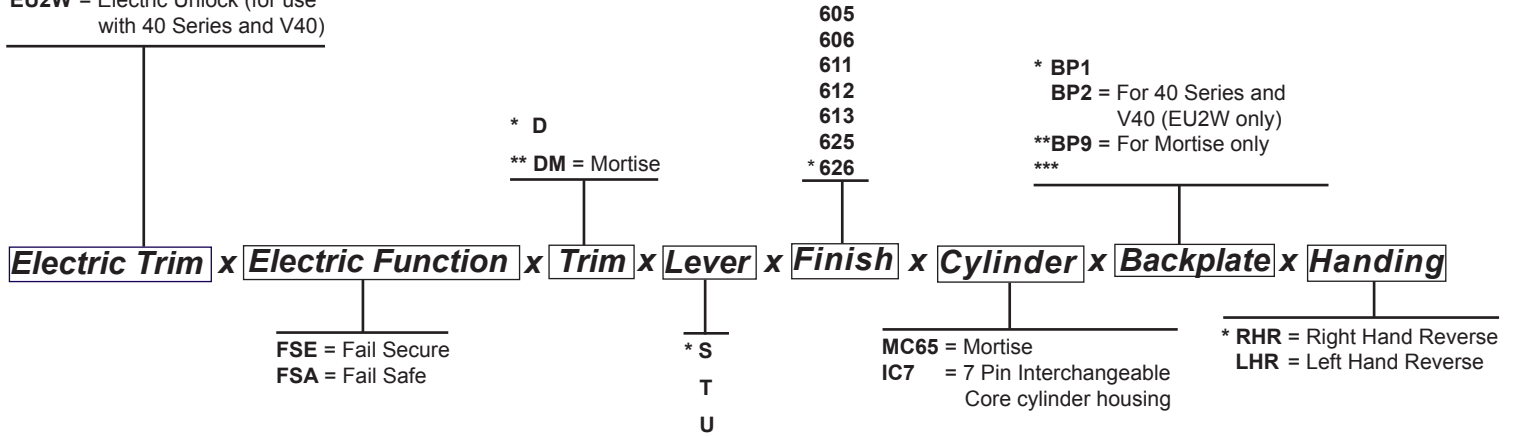 EU2W = Electric Unlock (for use
with 40 Series and V40)
* D
** DM = Mortise
605
606
611
612
613
625
* 626
* BP1
BP2 = For 40 Series and
V40 (EU2W only)
**BP9 = For Mortise only
***
Electric Trim x Electric Function x Trim x Lever x Finish x Cylinder x Backplate x Handing
FSE = Fail Secure
FSA = Fail Safe
* S
T
U
MC65 = Mortise
IC7 = 7 Pin Interchangeable
Core cylinder housing
* RHR = Right Hand Reverse
LHR = Left Hand Reverse